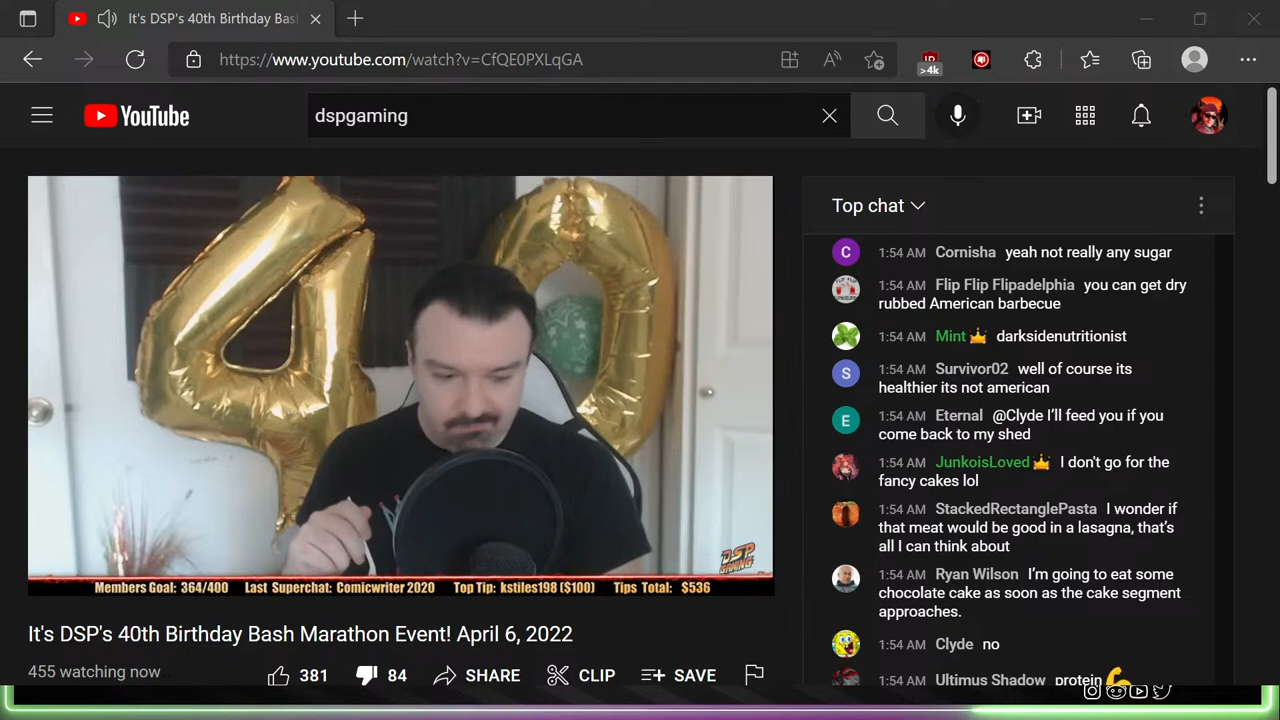 It's DSP's 40th Birthday Bas
https://www.youtube.com/watch?v=CfQE0PXLqGA
>4k
YouTube
dspgaming
40
DSP
GAMING
Members Goal: 364/400 Last Superchat: Comicwriter 2020 Top Tip: kstiles198 ($100) Tips Total: $536
It's DSP's 40th Birthday Bash Marathon Event! April 6, 2022
455 watching now
381 84 SHARE CLIP SAVE
Top chat
C 1:54 AM Cornisha yeah not really any sugar
1:54 AM Flip Flip Flipadelphia you can get dry
rubbed American barbecue
1:54 AM Mint darksidenutritionist
S 1:54 AM Survivor02 well of course its
healthier its not american
E 1:54 AM Eternal @Clyde I’ll feed you if you
come back to my shed
1:54 AM JunkoisLoved I don't go for the
fancy cakes lol
1:54 AM StackedRectanglePasta I wonder if
that meat would be good in a lasagna, that’s
all I can think about
1:54 AM Ryan Wilson I’m going to eat some
chocolate cake as soon as the cake segment
approaches.
1:54 AM Clyde no
1:54 AM Ultimus Shadow protein